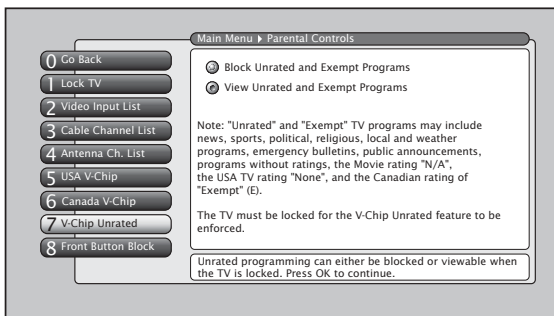 Main Menu ▸ Parental Controls
0 Go Back
1 Lock TV
2 Video Input List
3 Cable Channel List
4 Antenna Ch. List
5 USA V-Chip
6 Canada V-Chip
7 V-Chip Unrated
8 Front Button Block
Block Unrated and Exempt Programs
View Unrated and Exempt Programs
Note: "Unrated" and "Exempt" TV programs may include
news, sports, political, religious, local and weather
programs, emergency bulletins, public announcements,
programs without ratings, the Movie rating "N/A",
the USA TV rating "None", and the Canadian rating of
"Exempt" (E).
The TV must be locked for the V-Chip Unrated feature to be
enforced.
Unrated programming can either be blocked or viewable when
the TV is locked. Press OK to continue.